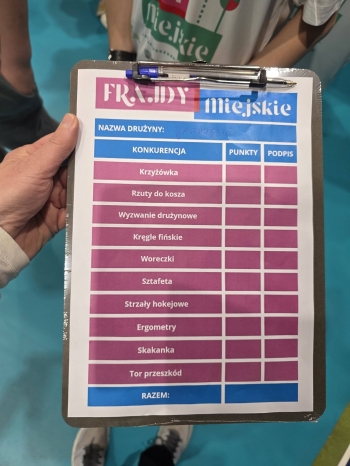 Miejskie
FRAJDY Miejskie
NAZWA DRUŻYNY:
KONKURENCJA PUNKTY PODPIS
Krzyżówka
Rzuty do kosza
Wyzwanie drużynowe
Kręgle fińskie
Woreczki
Sztafeta
Strzały hokejowe
Ergometry
Skakanka
Tor przeszkód
RAZEM: